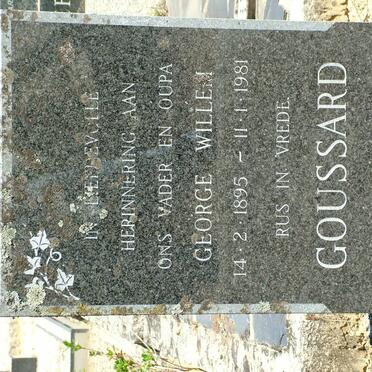 IN LIEFDEVOLLE
HERINNERING AAN
ONS VADER EN OUPA
GEORGE WILLEM
14·2·1895 – 11·1·1981
RUS IN VREDE
GOUSSARD